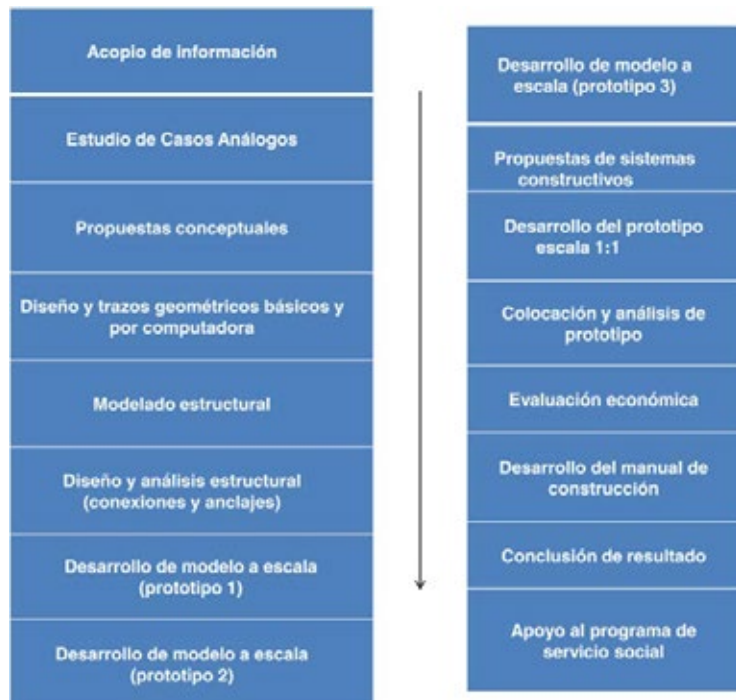 Acopio de información
Estudio de Casos Análogos
Propuestas conceptuales
Diseño y trazos geométricos básicos y
por computadora
Modelado estructural
Diseño y análisis estructural
(conexiones y anclajes)
Desarrollo de modelo a escala
(prototipo 1)
Desarrollo de modelo a escala
(prototipo 2)
Desarrollo de modelo a
escala (prototipo 3)
Propuestas de sistemas
constructivos
Desarrollo del prototipo
escala 1:1
Colocación y análisis de
prototipo
Evaluación económica
Desarrollo del manual de
construcción
Conclusión de resultado
Apoyo al programa de
servicio social